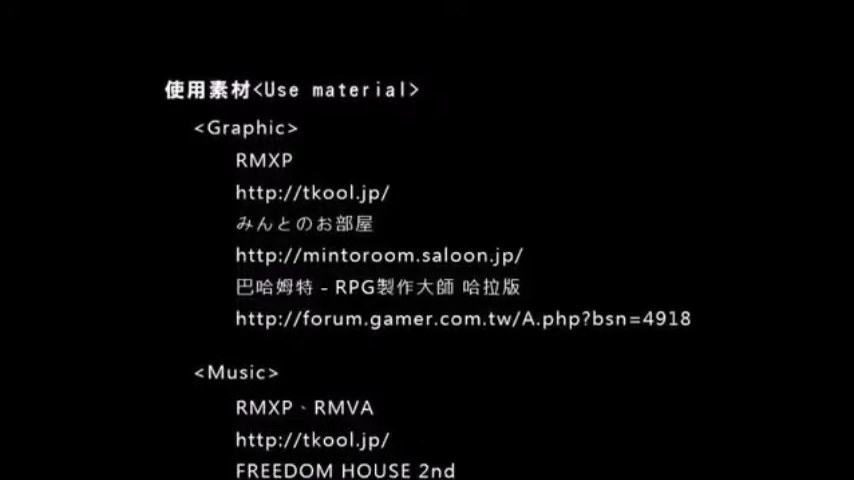 使用素材<Use material>
<Graphic>
RMXP
http://tkool.jp/
みんとのお部屋
http://mintoroom.saloon.jp/
巴哈姆特 - RPG製作大師 哈拉版
http://forum.gamer.com.tw/A.php?bsn=4918
<Music>
RMXP、RMVA
http://tkool.jp/
FREEDOM HOUSE 2nd